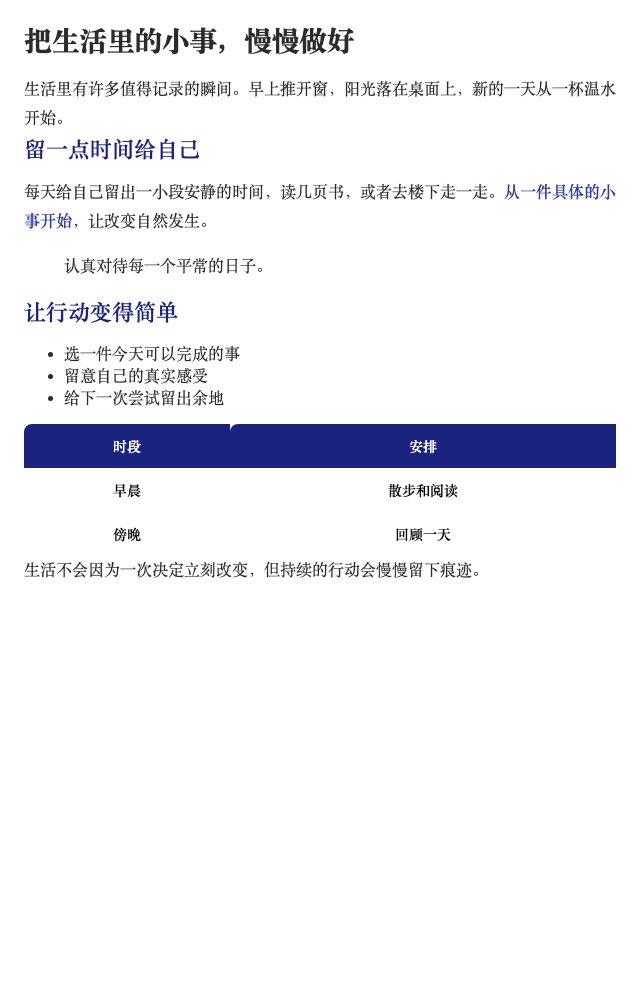 把生活里的小事，慢慢做好
生活里有许多值得记录的瞬间。早上推开窗，阳光落在桌面上，新的一天从一杯温水
开始。
留一点时间给自己
每天给自己留出一小段安静的时间，读几页书，或者去楼下走一走。从一件具体的小
事开始，让改变自然发生。
认真对待每一个平常的日子。
让行动变得简单
选一件今天可以完成的事
留意自己的真实感受
给下一次尝试留出余地
时段 安排
早晨 散步和阅读
傍晚 回顾一天
生活不会因为一次决定立刻改变，但持续的行动会慢慢留下痕迹。